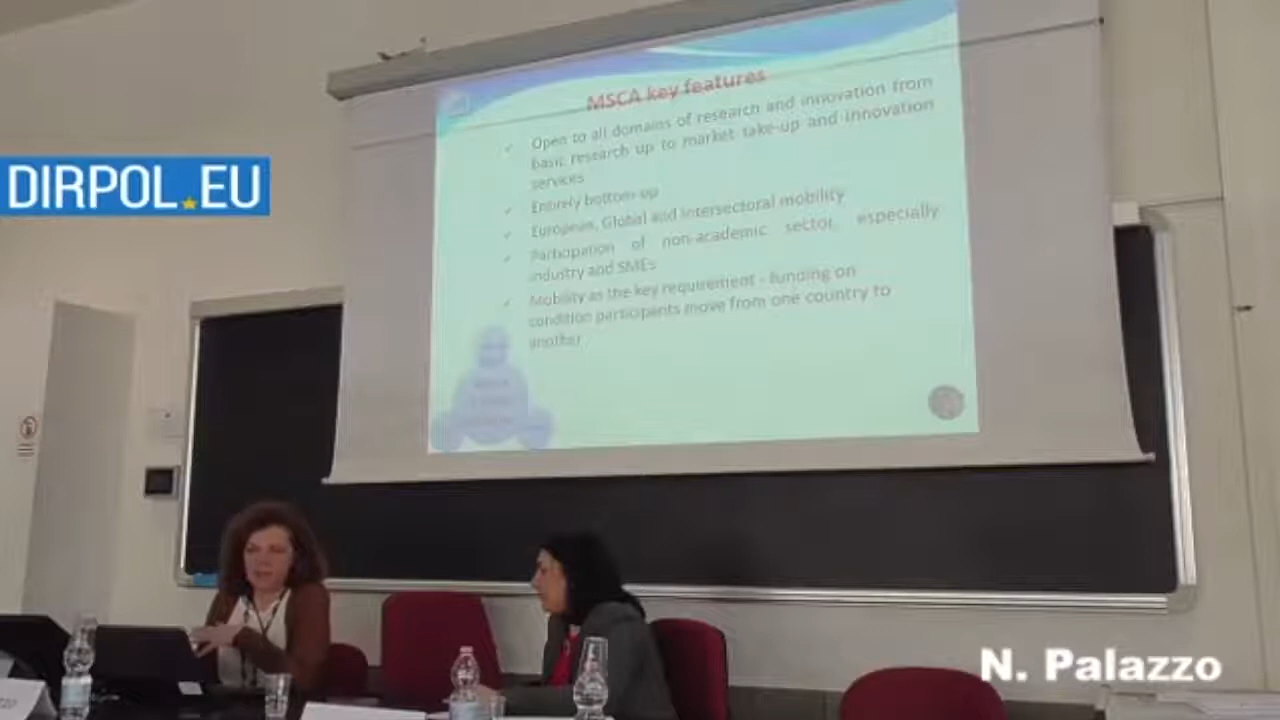 MSCA key features
Open to all domains of research and innovation from
basic research up to market take-up and innovation
services
Entirely bottom-up
European, Global and intersectoral mobility
Participation of non-academic sector, especially
industry and SMEs
Mobility as the key requirement - funding on
condition participants move from one country to
another
DIRPOL.EU
N. Palazzo